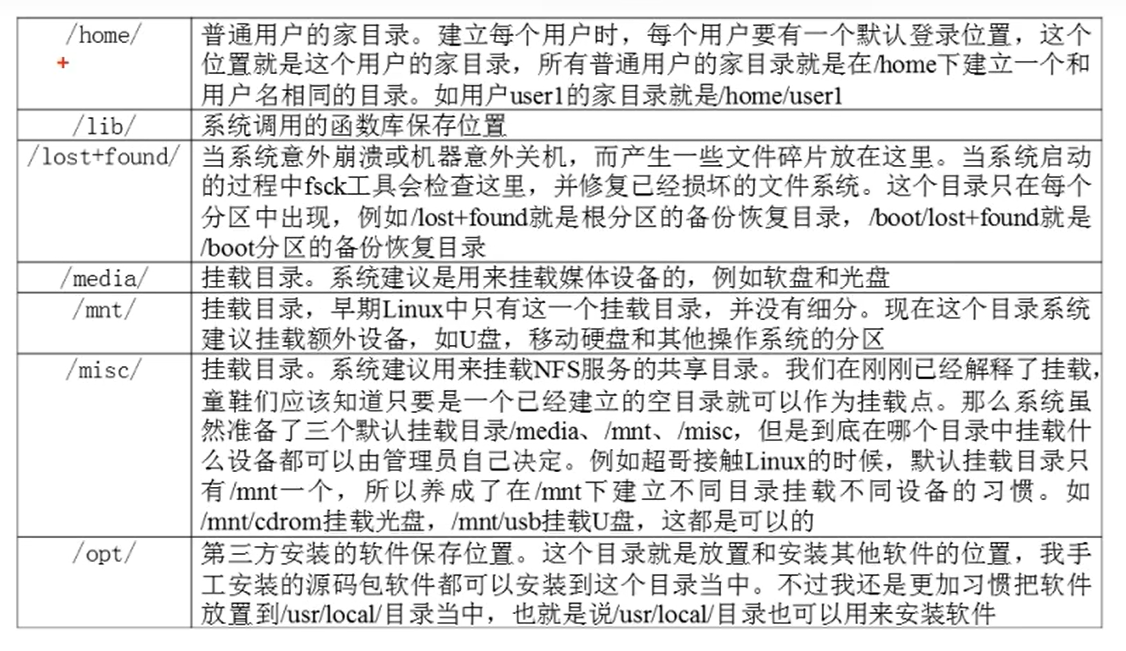 /home/
普通用户的家目录。建立每个用户时，每个用户要有一个默认登录位置，这个
位置就是这个用户的家目录，所有普通用户的家目录就是在/home下建立一个和
用户名相同的目录。如用户user1的家目录就是/home/user1
/lib/
系统调用的函数库保存位置
/lost+found/
当系统意外崩溃或机器意外关机，而产生一些文件碎片放在这里。当系统启动
的过程中fsck工具会检查这里，并修复已经损坏的文件系统。这个目录只在每个
分区中出现，例如/lost+found就是根分区的备份恢复目录，/boot/lost+found就是
/boot分区的备份恢复目录
/media/
挂载目录。系统建议是用来挂载媒体设备的，例如软盘和光盘
/mnt/
挂载目录，早期Linux中只有这一个挂载目录，并没有细分。现在这个目录系统
建议挂载额外设备，如U盘，移动硬盘和其他操作系统的分区
/misc/
挂载目录。系统建议用来挂载NFS服务的共享目录。我们在刚刚已经解释了挂载，
童鞋们应该知道只要是一个已经建立的空目录就可以作为挂载点。那么系统虽
然准备了三个默认挂载目录/media、/mnt、/misc，但是到底在哪个目录中挂载什
么设备都可以由管理员自己决定。例如超哥接触Linux的时候，默认挂载目录只
有/mnt一个，所以养成了在/mnt下建立不同目录挂载不同设备的习惯。如
/mnt/cdrom挂载光盘，/mnt/usb挂载U盘，这都是可以的
/opt/
第三方安装的软件保存位置。这个目录就是放置和安装其他软件的位置，我手
工安装的源码包软件都可以安装到这个目录当中。不过我还是更加习惯把软件
放置到/usr/local/目录当中，也就是说/usr/local/目录也可以用来安装软件